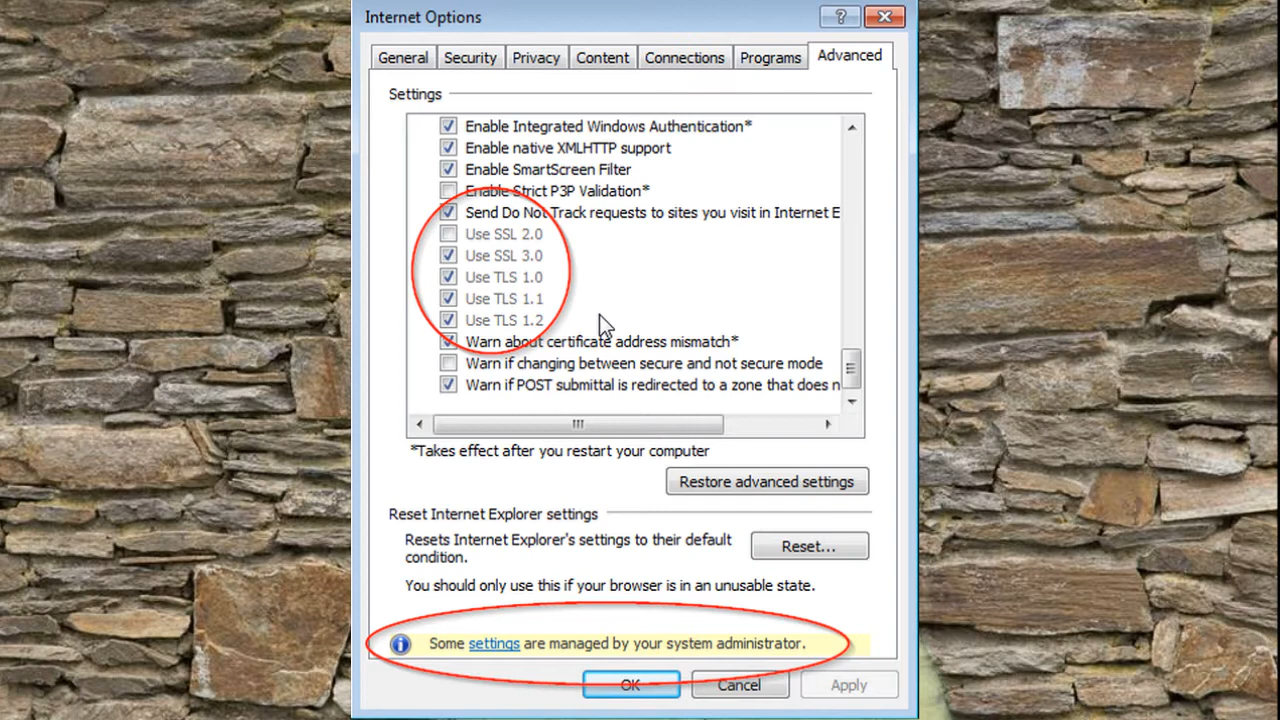 Internet Options
General Security Privacy Content Connections Programs Advanced
Settings
Enable Integrated Windows Authentication*
Enable native XMLHTTP support
Enable SmartScreen Filter
Enable Strict P3P Validation*
Send Do Not Track requests to sites you visit in Internet E
Use SSL 2.0
Use SSL 3.0
Use TLS 1.0
Use TLS 1.1
Use TLS 1.2
Warn about certificate address mismatch*
Warn if changing between secure and not secure mode
Warn if POST submittal is redirected to a zone that does n
*Takes effect after you restart your computer
Restore advanced settings
Reset Internet Explorer settings
Resets Internet Explorer's settings to their default
condition.
Reset...
You should only use this if your browser is in an unusable state.
Some settings are managed by your system administrator.
OK Cancel Apply